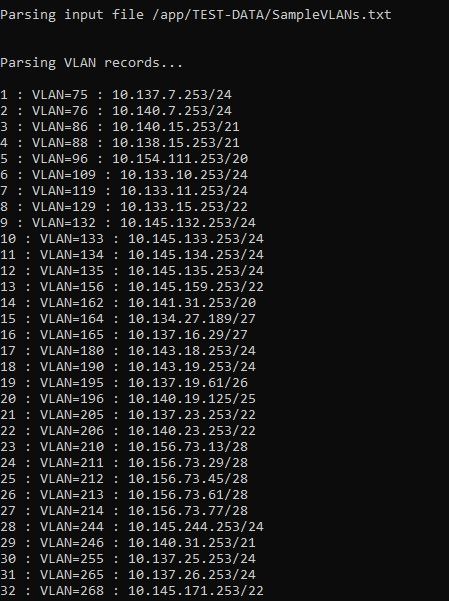 Parsing input file /app/TEST-DATA/SampleVLANs.txt
Parsing VLAN records...
1 : VLAN=75 : 10.137.7.253/24
2 : VLAN=76 : 10.140.7.253/24
3 : VLAN=86 : 10.140.15.253/21
4 : VLAN=88 : 10.138.15.253/21
5 : VLAN=96 : 10.154.111.253/20
6 : VLAN=109 : 10.133.10.253/24
7 : VLAN=119 : 10.133.11.253/24
8 : VLAN=129 : 10.133.15.253/22
9 : VLAN=132 : 10.145.132.253/24
10 : VLAN=133 : 10.145.133.253/24
11 : VLAN=134 : 10.145.134.253/24
12 : VLAN=135 : 10.145.135.253/24
13 : VLAN=156 : 10.145.159.253/22
14 : VLAN=162 : 10.141.31.253/20
15 : VLAN=164 : 10.134.27.189/27
16 : VLAN=165 : 10.137.16.29/27
17 : VLAN=180 : 10.143.18.253/24
18 : VLAN=190 : 10.143.19.253/24
19 : VLAN=195 : 10.137.19.61/26
20 : VLAN=196 : 10.140.19.125/25
21 : VLAN=205 : 10.137.23.253/22
22 : VLAN=206 : 10.140.23.253/22
23 : VLAN=210 : 10.156.73.13/28
24 : VLAN=211 : 10.156.73.29/28
25 : VLAN=212 : 10.156.73.45/28
26 : VLAN=213 : 10.156.73.61/28
27 : VLAN=214 : 10.156.73.77/28
28 : VLAN=244 : 10.145.244.253/24
29 : VLAN=246 : 10.140.31.253/21
30 : VLAN=255 : 10.137.25.253/24
31 : VLAN=265 : 10.137.26.253/24
32 : VLAN=268 : 10.145.171.253/22